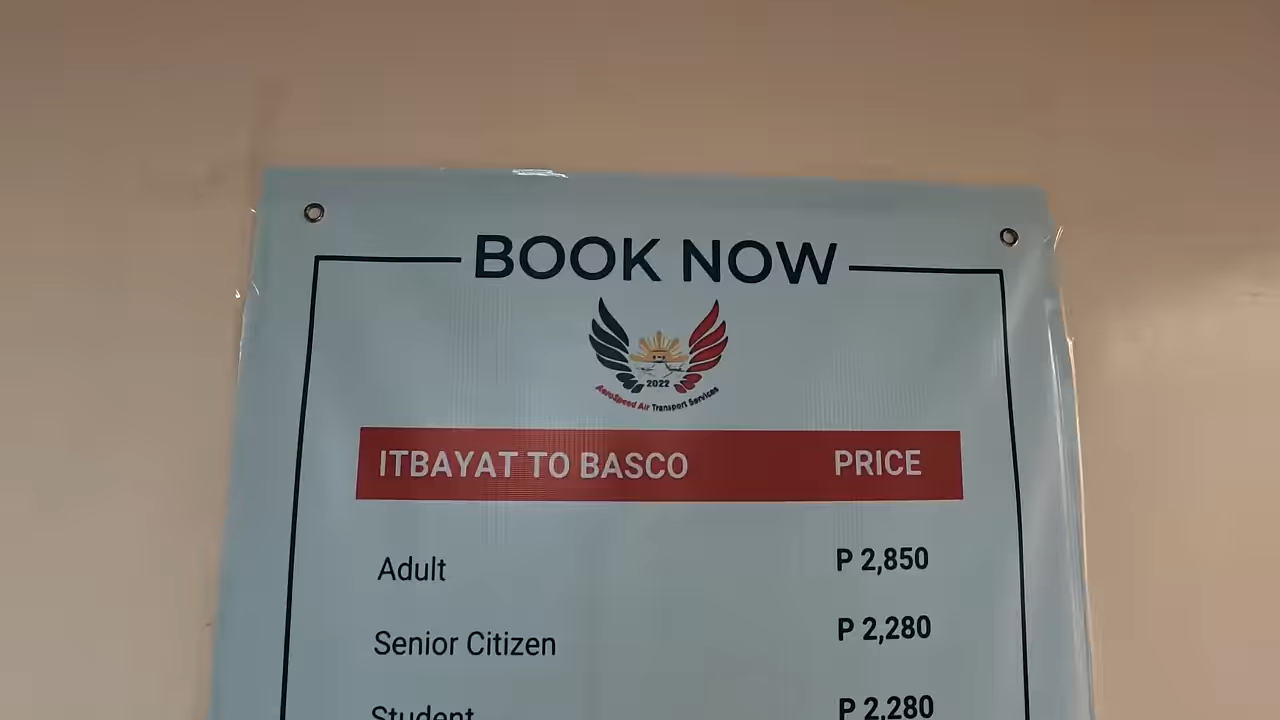 BOOK NOW
2022
AeroSpeed Air Transport Services
ITBAYAT TO BASCO PRICE
Adult P 2,850
Senior Citizen P 2,280
Student P 2,280